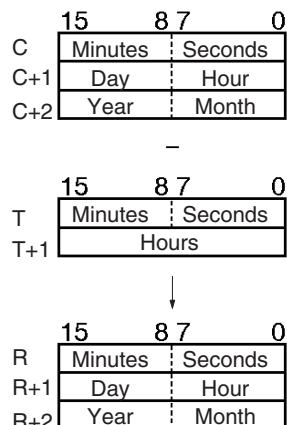 15 8 7 0
C Minutes Seconds
C+1 Day Hour
C+2 Year Month
–
15 8 7 0
T Minutes Seconds
T+1 Hours
15 8 7 0
R Minutes Seconds
R+1 Day Hour
R+2 Year Month